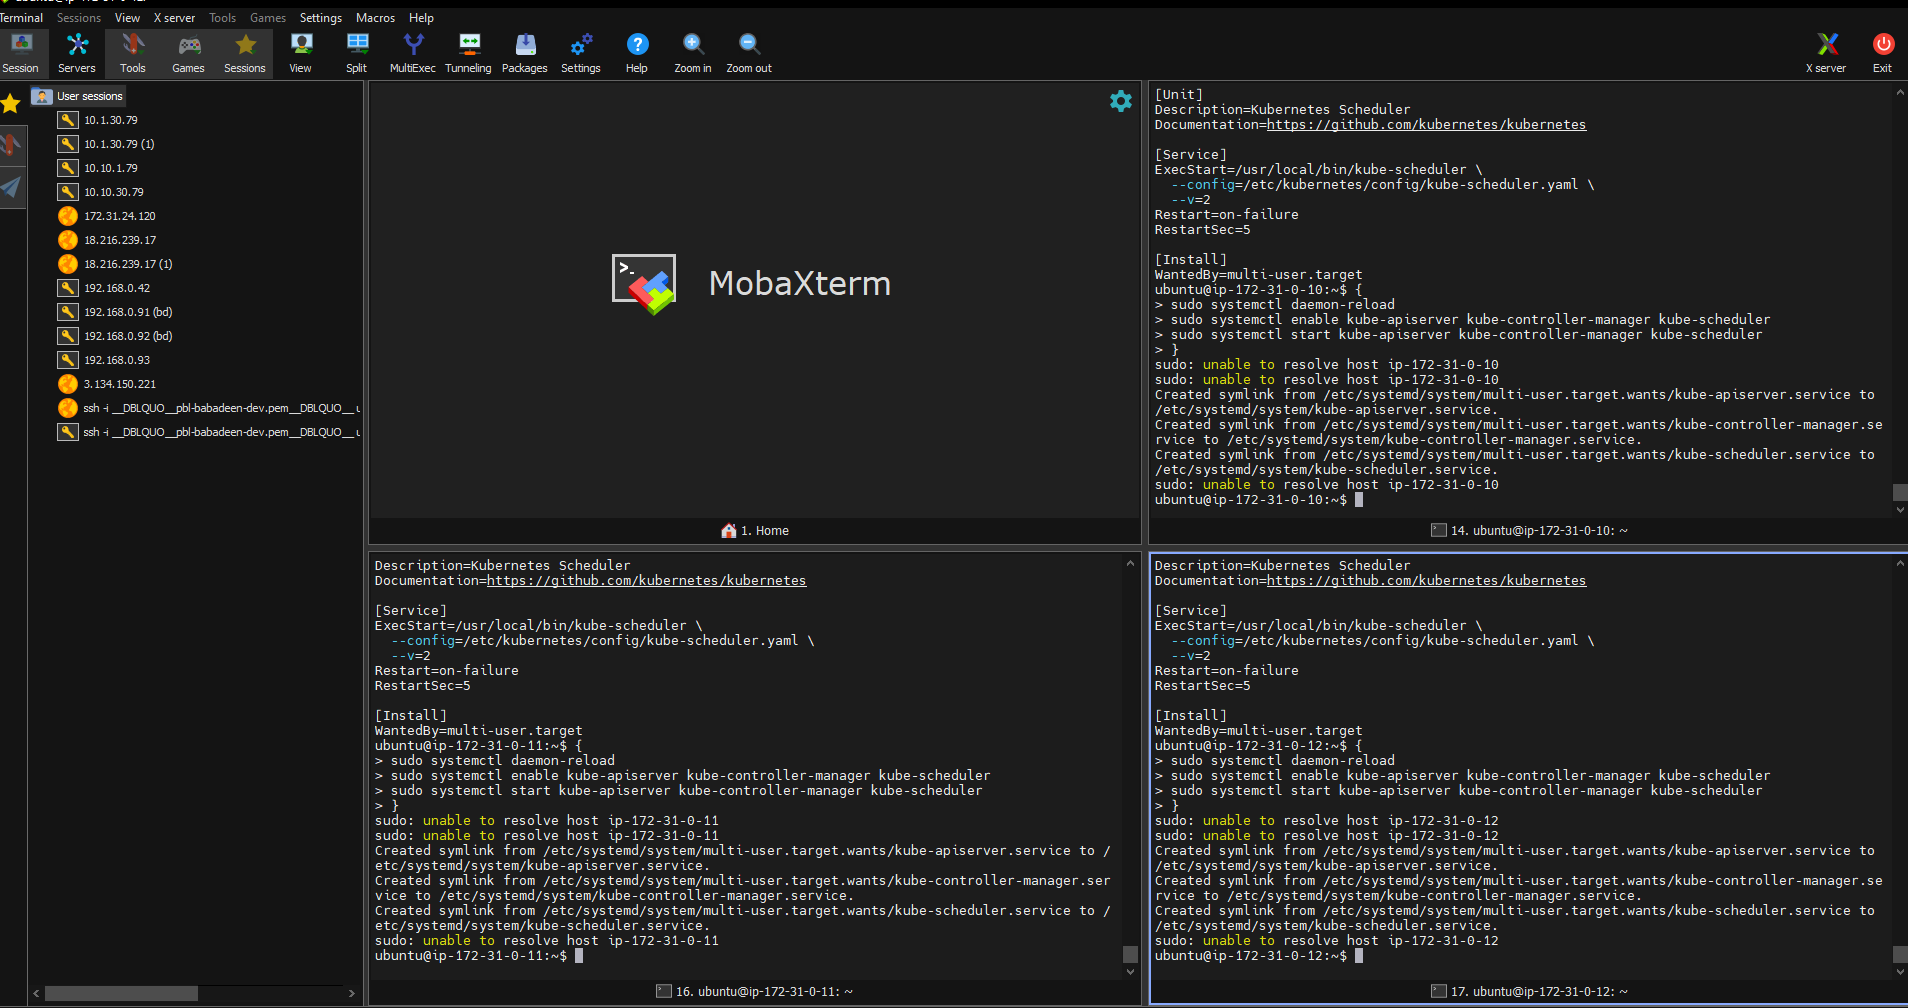 Terminal Sessions View X server Tools Games Settings Macros Help
Session Servers Tools Games Sessions View Split MultiExec Tunneling Packages Settings Help Zoom in Zoom out X server Exit
User sessions
10.1.30.79
10.1.30.79 (1)
10.10.1.79
10.10.30.79
172.31.24.120
18.216.239.17
18.216.239.17 (1)
192.168.0.42
192.168.0.91 (bd)
192.168.0.92 (bd)
192.168.0.93
3.134.150.221
ssh -i __DBLQUO__pbl-babadeen-dev.pem__DBLQUO__ u
ssh -i __DBLQUO__pbl-babadeen-dev.pem__DBLQUO__ u
>_
MobaXterm
1. Home
[Unit]
Description=Kubernetes Scheduler
Documentation=https://github.com/kubernetes/kubernetes
[Service]
ExecStart=/usr/local/bin/kube-scheduler \
--config=/etc/kubernetes/config/kube-scheduler.yaml \
--v=2
Restart=on-failure
RestartSec=5
[Install]
WantedBy=multi-user.target
ubuntu@ip-172-31-0-10:~$ {
> sudo systemctl daemon-reload
> sudo systemctl enable kube-apiserver kube-controller-manager kube-scheduler
> sudo systemctl start kube-apiserver kube-controller-manager kube-scheduler
> }
sudo: unable to resolve host ip-172-31-0-10
sudo: unable to resolve host ip-172-31-0-10
Created symlink from /etc/systemd/system/multi-user.target.wants/kube-apiserver.service to
/etc/systemd/system/kube-apiserver.service.
Created symlink from /etc/systemd/system/multi-user.target.wants/kube-controller-manager.se
rvice to /etc/systemd/system/kube-controller-manager.service.
Created symlink from /etc/systemd/system/multi-user.target.wants/kube-scheduler.service to
/etc/systemd/system/kube-scheduler.service.
sudo: unable to resolve host ip-172-31-0-10
ubuntu@ip-172-31-0-10:~$
14. ubuntu@ip-172-31-0-10: ~
Description=Kubernetes Scheduler
Documentation=https://github.com/kubernetes/kubernetes
[Service]
ExecStart=/usr/local/bin/kube-scheduler \
--config=/etc/kubernetes/config/kube-scheduler.yaml \
--v=2
Restart=on-failure
RestartSec=5
[Install]
WantedBy=multi-user.target
ubuntu@ip-172-31-0-11:~$ {
> sudo systemctl daemon-reload
> sudo systemctl enable kube-apiserver kube-controller-manager kube-scheduler
> sudo systemctl start kube-apiserver kube-controller-manager kube-scheduler
> }
sudo: unable to resolve host ip-172-31-0-11
sudo: unable to resolve host ip-172-31-0-11
Created symlink from /etc/systemd/system/multi-user.target.wants/kube-apiserver.service to /
etc/systemd/system/kube-apiserver.service.
Created symlink from /etc/systemd/system/multi-user.target.wants/kube-controller-manager.ser
vice to /etc/systemd/system/kube-controller-manager.service.
Created symlink from /etc/systemd/system/multi-user.target.wants/kube-scheduler.service to /
etc/systemd/system/kube-scheduler.service.
sudo: unable to resolve host ip-172-31-0-11
ubuntu@ip-172-31-0-11:~$
16. ubuntu@ip-172-31-0-11: ~
Description=Kubernetes Scheduler
Documentation=https://github.com/kubernetes/kubernetes
[Service]
ExecStart=/usr/local/bin/kube-scheduler \
--config=/etc/kubernetes/config/kube-scheduler.yaml \
--v=2
Restart=on-failure
RestartSec=5
[Install]
WantedBy=multi-user.target
ubuntu@ip-172-31-0-12:~$ {
> sudo systemctl daemon-reload
> sudo systemctl enable kube-apiserver kube-controller-manager kube-scheduler
> sudo systemctl start kube-apiserver kube-controller-manager kube-scheduler
> }
sudo: unable to resolve host ip-172-31-0-12
sudo: unable to resolve host ip-172-31-0-12
Created symlink from /etc/systemd/system/multi-user.target.wants/kube-apiserver.service to
/etc/systemd/system/kube-apiserver.service.
Created symlink from /etc/systemd/system/multi-user.target.wants/kube-controller-manager.se
rvice to /etc/systemd/system/kube-controller-manager.service.
Created symlink from /etc/systemd/system/multi-user.target.wants/kube-scheduler.service to
/etc/systemd/system/kube-scheduler.service.
sudo: unable to resolve host ip-172-31-0-12
ubuntu@ip-172-31-0-12:~$
17. ubuntu@ip-172-31-0-12: ~